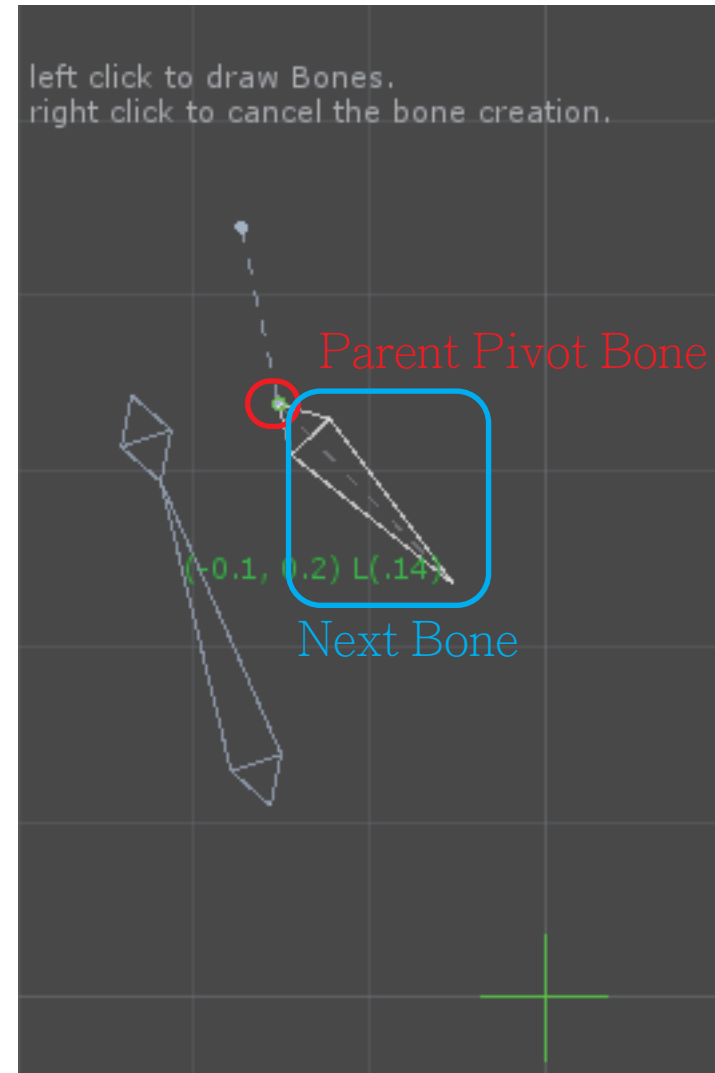 left click to draw Bones.
right click to cancel the bone creation.
Parent Pivot Bone
(-0.1, 0.2) L(.14)
Next Bone